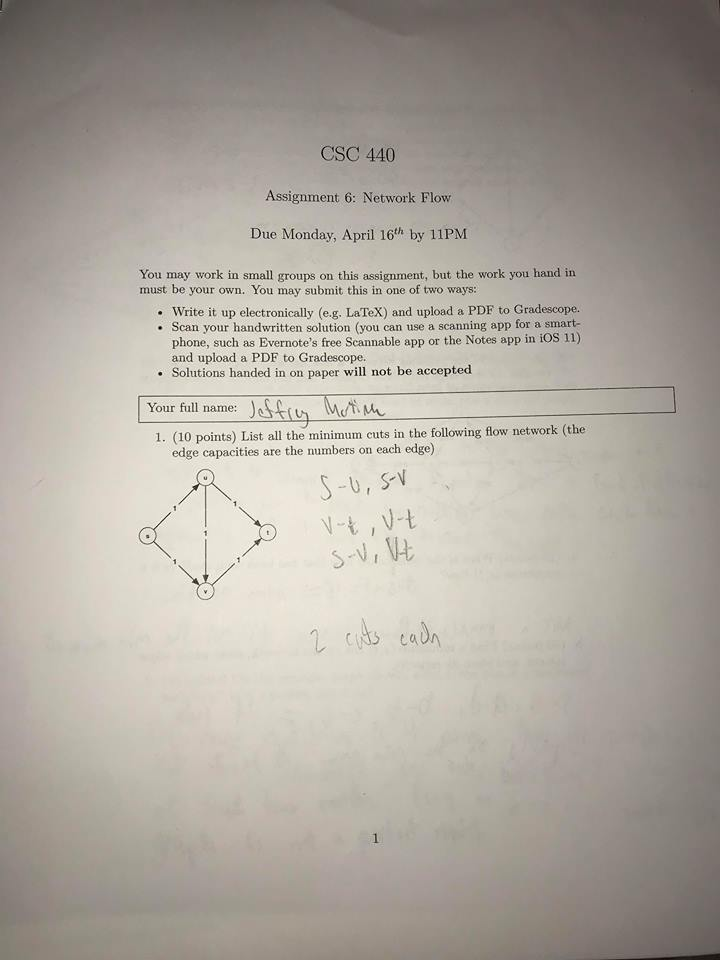 CSC 440
Assignment 6: Network Flow
Due Monday, April 16th by 11PM
You may work in small groups on this assignment, but the work you hand in
must be your own. You may submit this in one of two ways:
• Write it up electronically (e.g. LaTeX) and upload a PDF to Gradescope.
• Scan your handwritten solution (you can use a scanning app for a smart-
phone, such as Evernote's free Scannable app or the Notes app in iOS 11)
and upload a PDF to Gradescope.
• Solutions handed in on paper will not be accepted
Your full name: Jeffrey
1. (10 points) List all the minimum cuts in the following flow network (the
edge capacities are the numbers on each edge)
u
1 1
s 1 t
1 1
v
S-U, S-V
V-t, V-t
S-V, Vt
2 cuts each
1